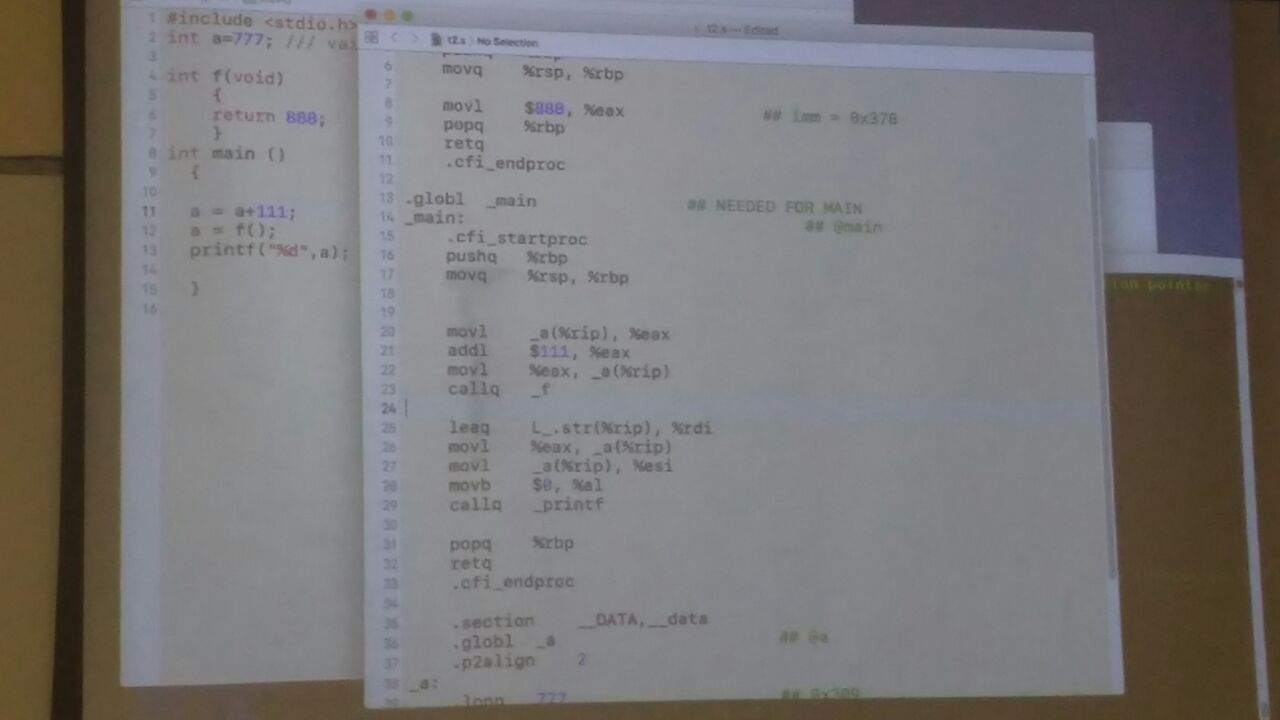 1 #include <stdio.h>
2 int a=777; ///
3
4 int f(void)
5 {
6 return 888;
7 }
8 int main ()
9 {
10
11 a = a+111;
12 a = f();
13 printf("%d",a);
14
15 }
16
t2.s — Edited
t2.s No Selection
6 movq %rsp, %rbp
7
8 movl $888, %eax ## imm = 0x378
9 popq %rbp
10 retq
11 .cfi_endproc
12
13 .globl _main ## NEEDED FOR MAIN
14 _main: ## @main
15 .cfi_startproc
16 pushq %rbp
17 movq %rsp, %rbp
18
19
20 movl _a(%rip), %eax
21 addl $111, %eax
22 movl %eax, _a(%rip)
23 callq _f
24
25 leaq L_.str(%rip), %rdi
26 movl %eax, _a(%rip)
27 movl _a(%rip), %esi
28 movb $0, %al
29 callq _printf
30
31 popq %rbp
32 retq
33 .cfi_endproc
34
35 .section __DATA,__data
36 .globl _a ## @a
37 .p2align 2
38 _a:
39 .long 777 ## 0x309
pointer